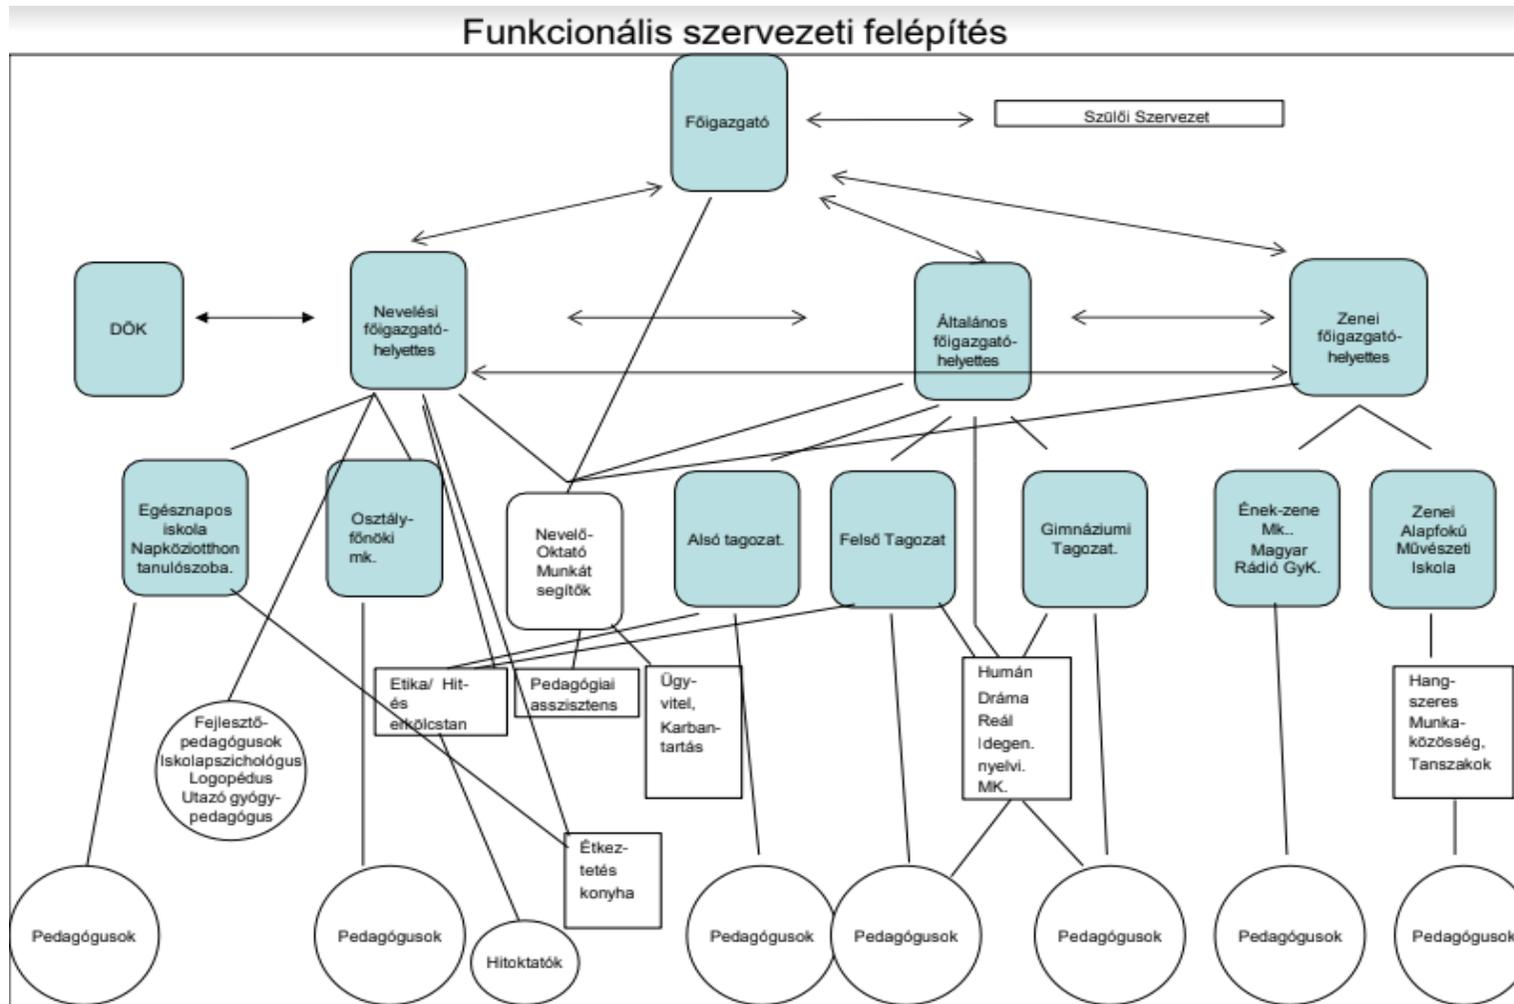 Funkcionális szervezeti felépítés
Főigazgató
Szülői Szervezet
DÖK
Nevelési
főigazgató-
helyettes
Általános
főigazgató-
helyettes
Zenei
főigazgató-
helyettes
Egésznapos
iskola
Napköziotthon
tanulószoba.
Osztály-
főnöki
mk.
Nevelő-
Oktató
Munkát
segítők
Alsó tagozat.
Felső Tagozat
Gimnáziumi
Tagozat.
Ének-zene
Mk..
Magyar
Rádió GyK.
Zenei
Alapfokú
Művészeti
Iskola
Etika/ Hit-
és
erkölcstan
Pedagógiai
asszisztens
Ügy-
vitel,
Karban-
tartás
Humán
Dráma
Reál
Idegen.
nyelvi.
MK.
Hang-
szeres
Munka-
közösség,
Tanszakok
Fejlesztő-
pedagógusok
Iskolapszichológus
Logopédus
Utazó gyógy-
pedagógus
Étkez-
tetés
konyha
Pedagógusok
Pedagógusok
Hitoktatók
Pedagógusok
Pedagógusok
Pedagógusok
Pedagógusok
Pedagógusok